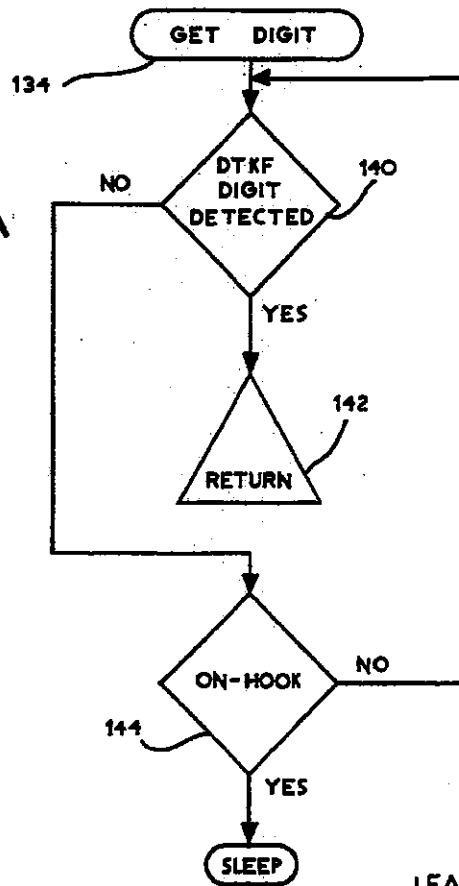 GET DIGIT
134
DTKF
DIGIT
DETECTED
140
NO
YES
142
RETURN
ON-HOOK
NO
144
YES
SLEEP